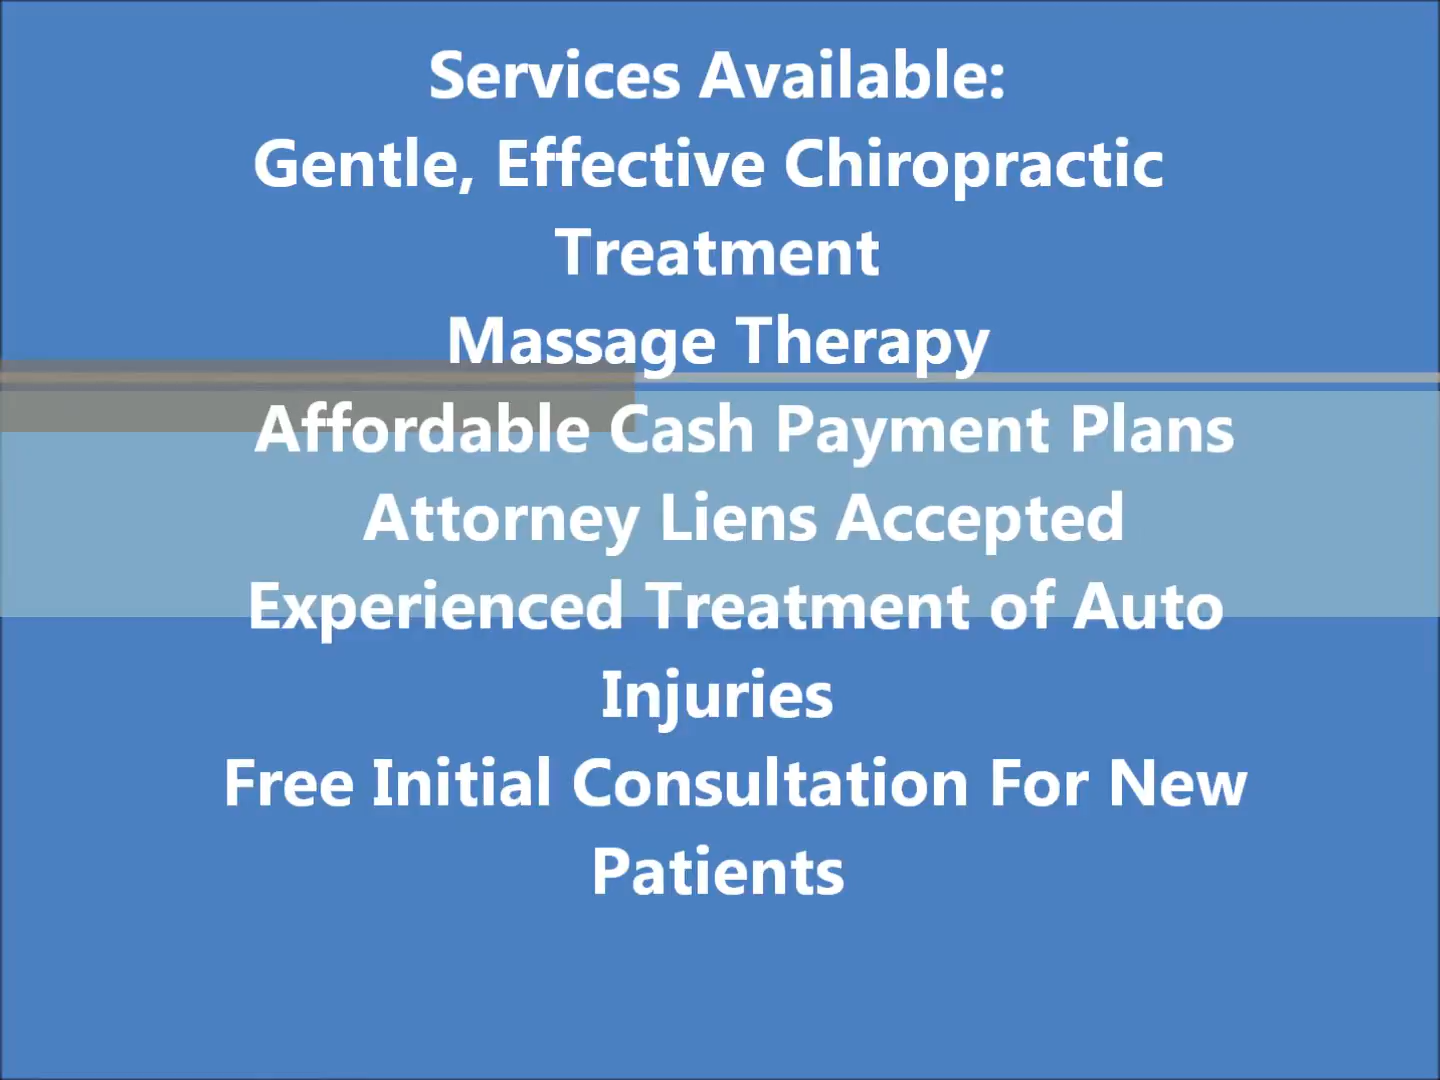 Services Available:
Gentle, Effective Chiropractic
Treatment
Massage Therapy
Affordable Cash Payment Plans
Attorney Liens Accepted
Experienced Treatment of Auto
Injuries
Free Initial Consultation For New
Patients